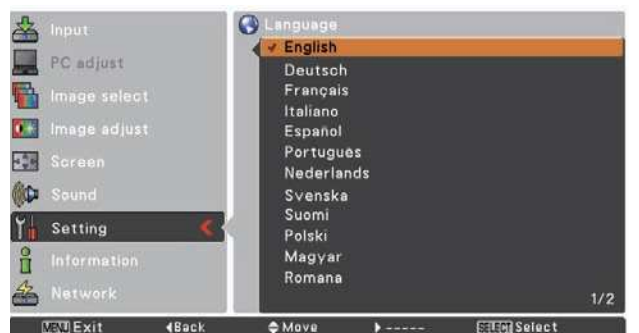 Input
PC adjust
Image select
Image adjust
Screen
Sound
Setting
Information
Network
Language
English
Deutsch
Français
Italiano
Español
Português
Nederlands
Svenska
Suomi
Polski
Magyar
Romana
1/2
MENU Exit ◀Back Move ▶ ----- SELECT Select